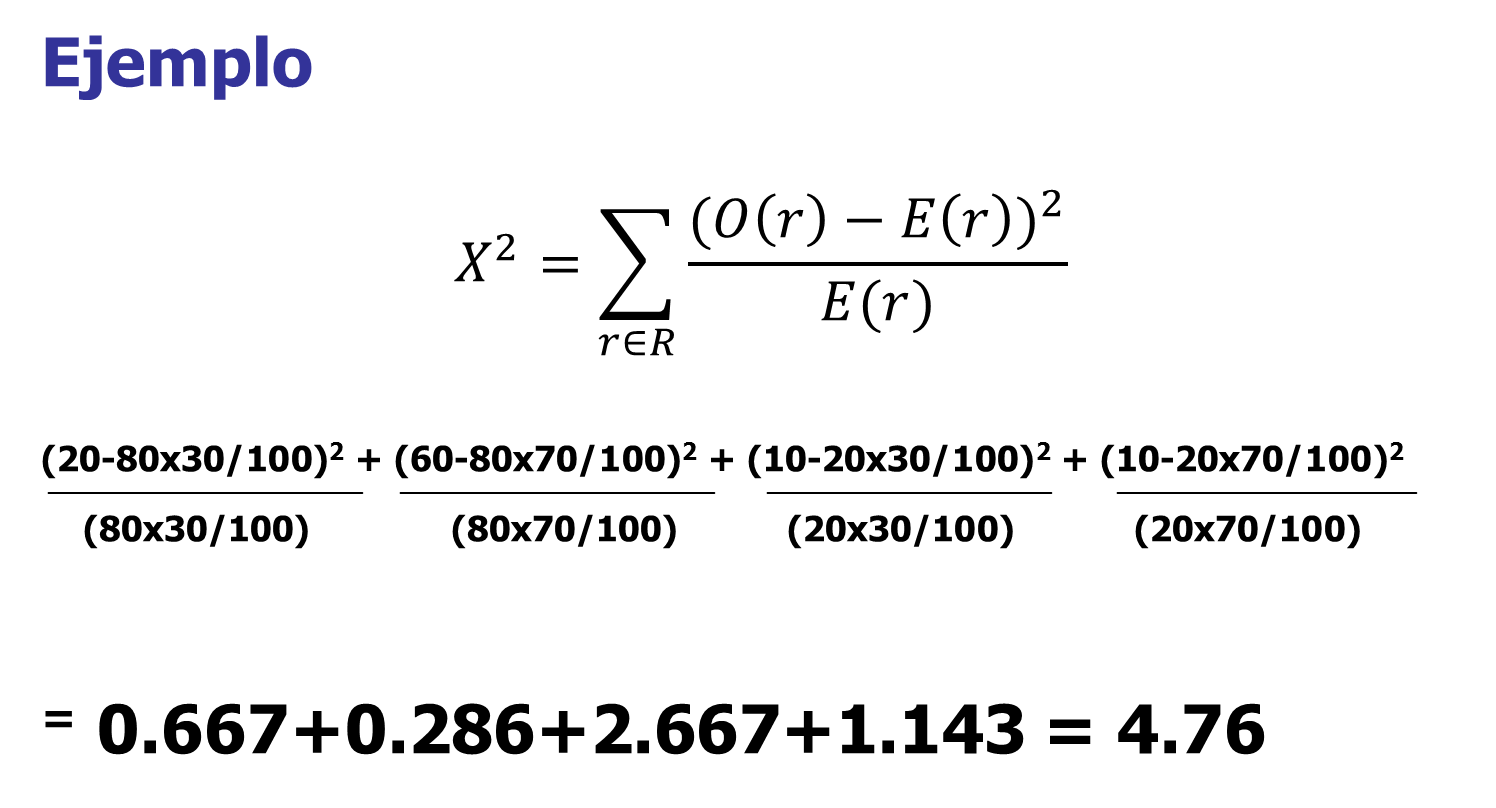 Ejemplo
X² = ∑ r∈R (O(r) − E(r))² / E(r)
(20-80x30/100)² + (60-80x70/100)² + (10-20x30/100)² + (10-20x70/100)²
(80x30/100) (80x70/100) (20x30/100) (20x70/100)
= 0.667+0.286+2.667+1.143 = 4.76